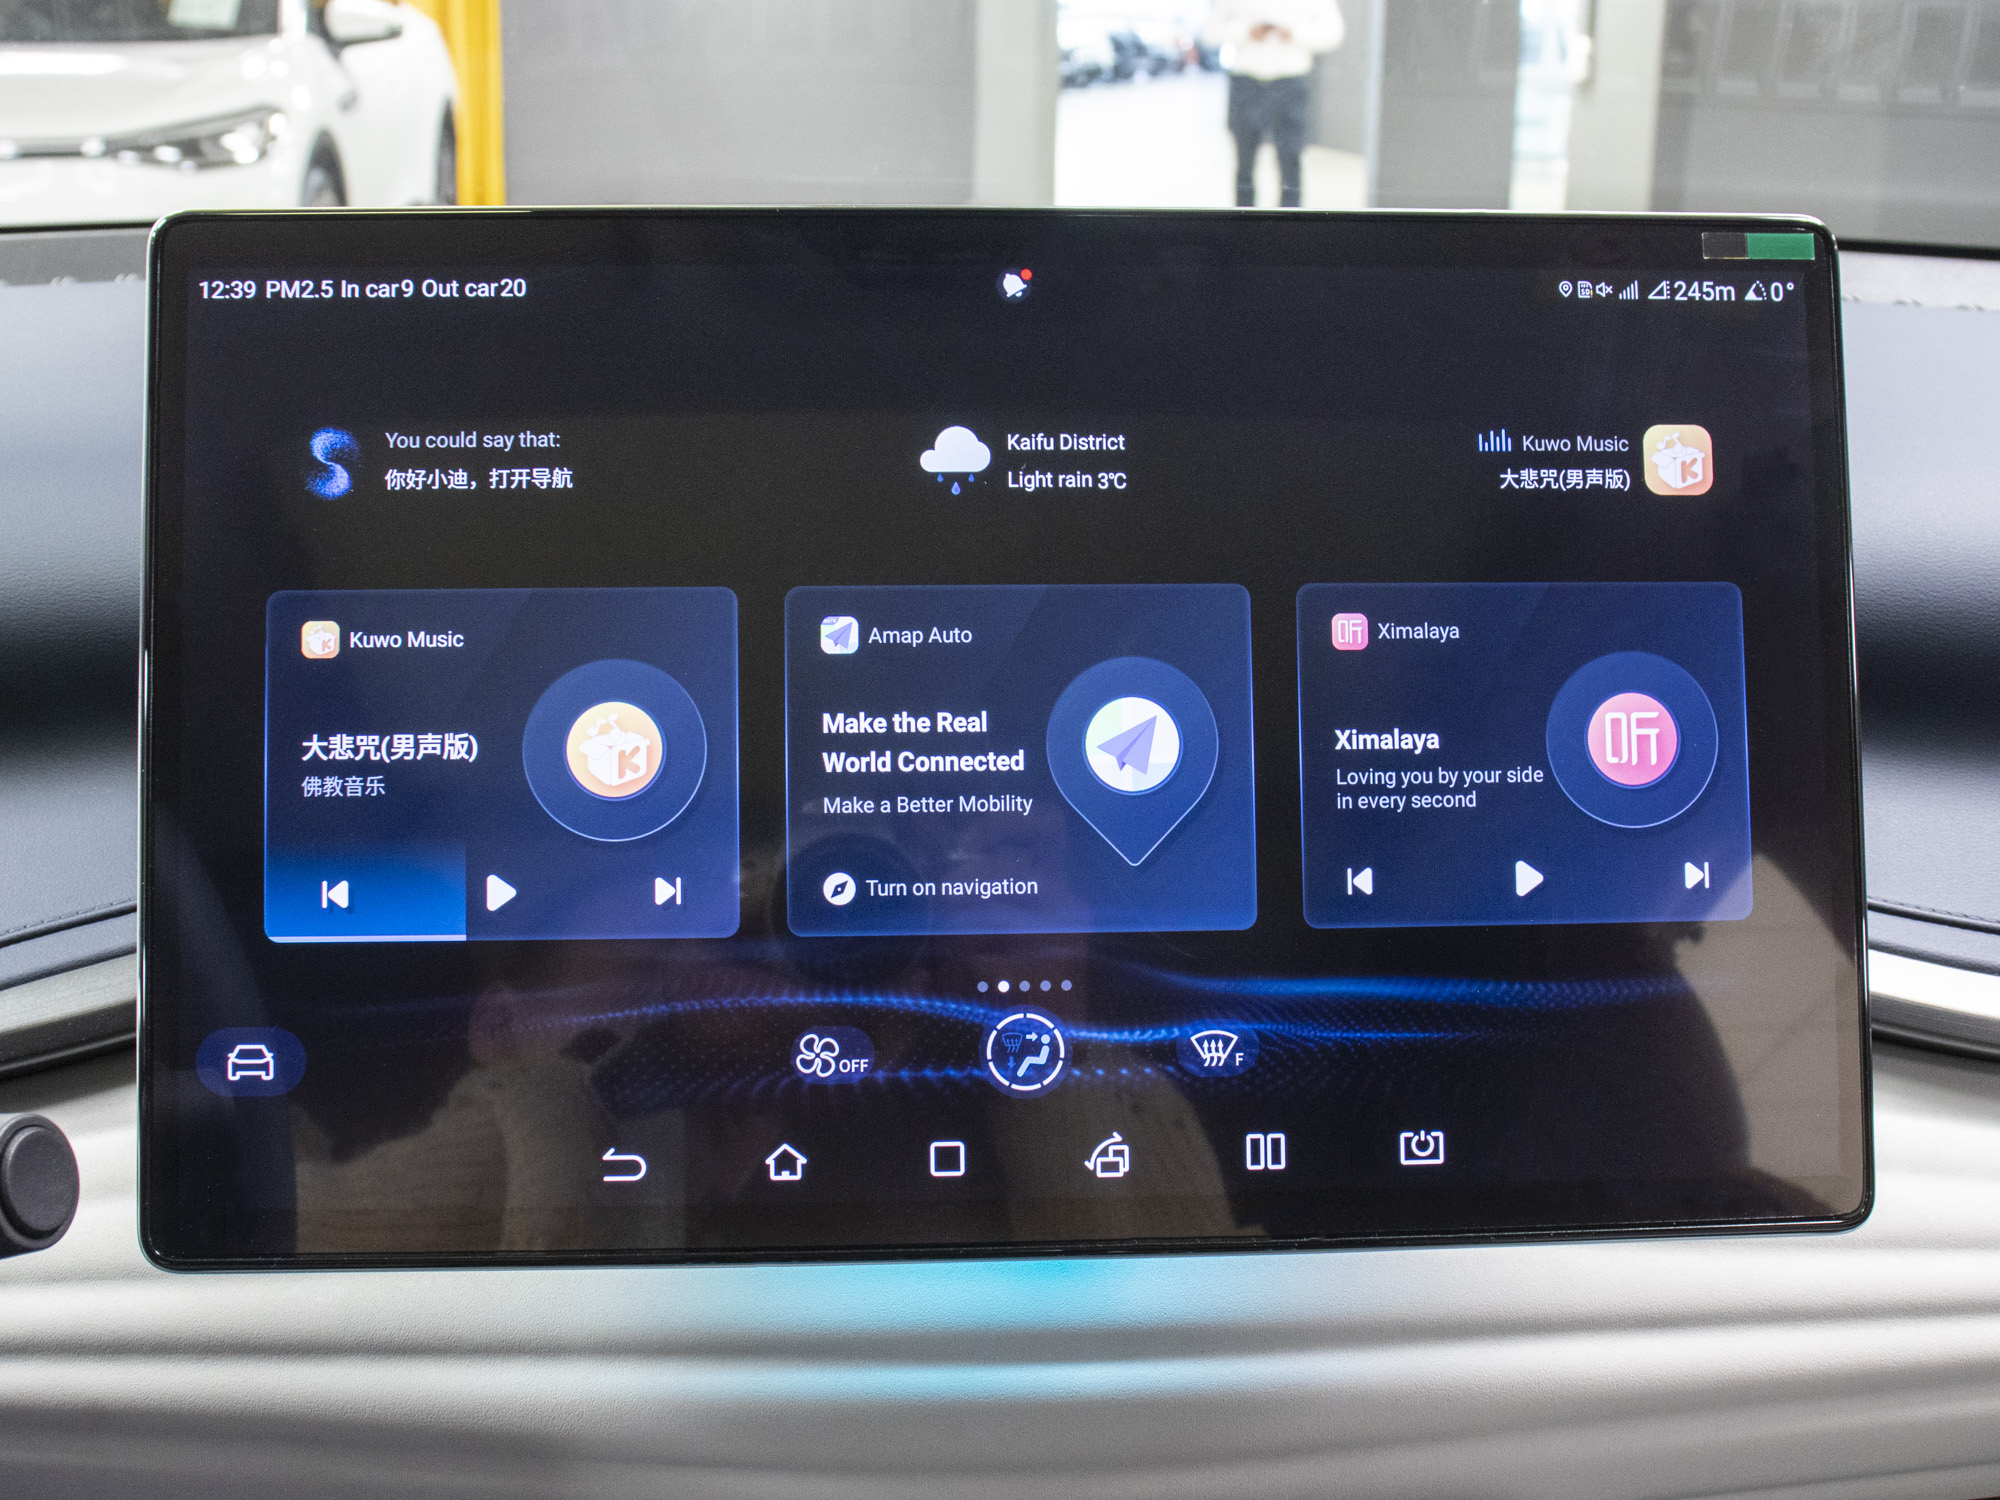 12:39 PM2.5 In car9 Out car20
245m 0°
You could say that:
你好小迪，打开导航
Kaifu District
Light rain 3℃
Kuwo Music
大悲咒(男声版)
K
Kuwo Music
大悲咒(男声版)
佛教音乐
K
Amap Auto
Make the Real
World Connected
Make a Better Mobility
Turn on navigation
听 Ximalaya
Ximalaya
Loving you by your side
in every second
听
OFF
F